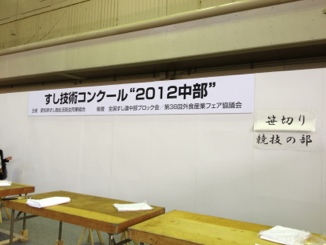 すし技術コンクール“2012中部”
主催 愛知県すし商生活衛生同業組合 後援 全国すし連中部ブロック会/第38回外食産業フェア協議会
笹切り
競技の部